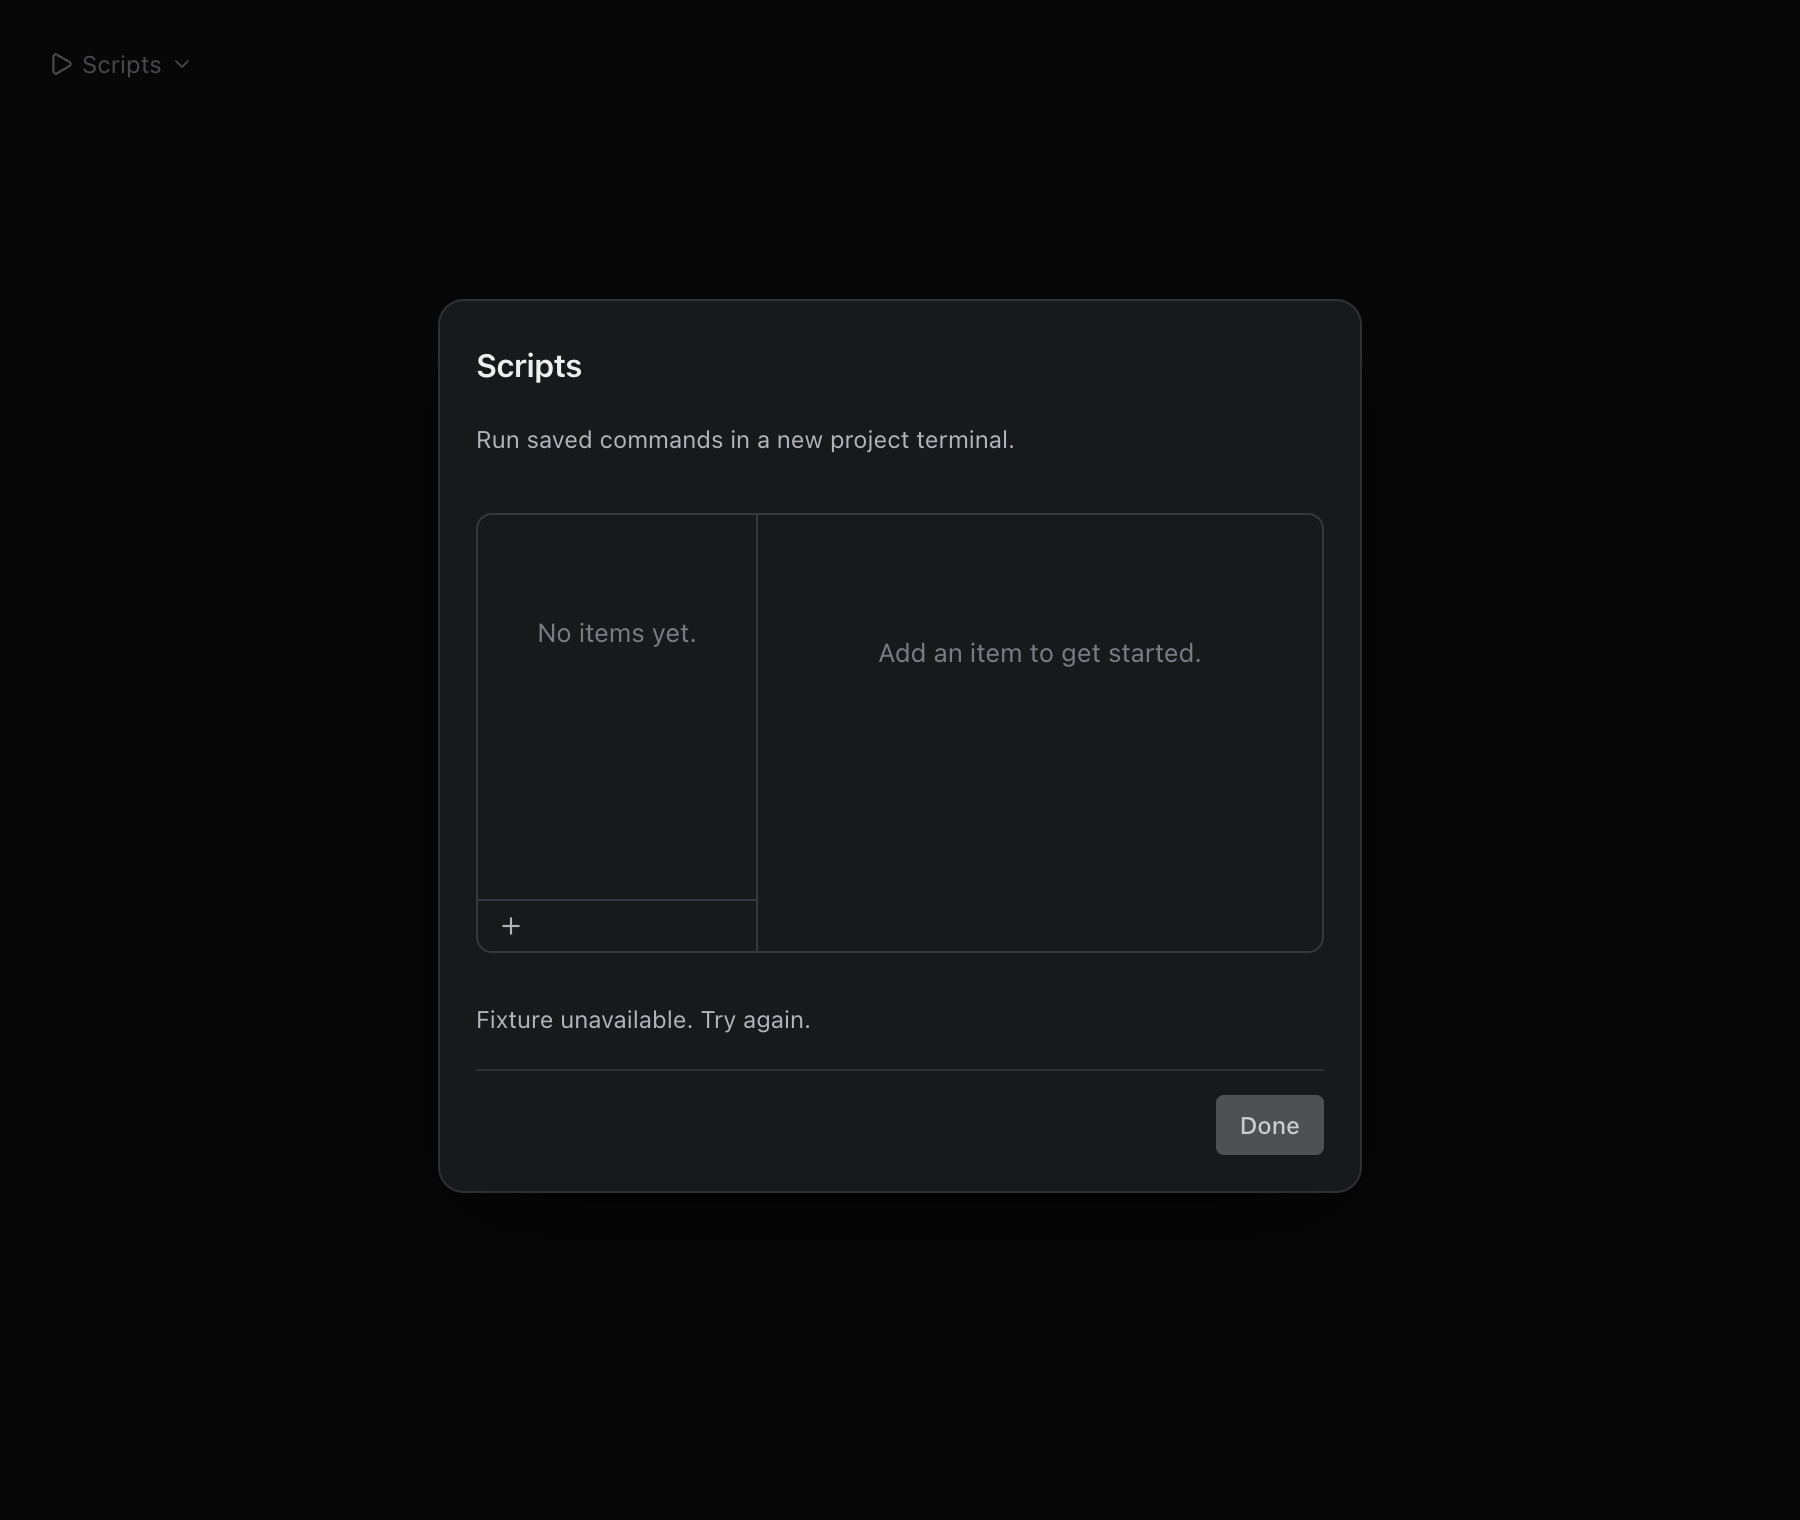 Scripts
Scripts
Run saved commands in a new project terminal.
No items yet.
Add an item to get started.
Fixture unavailable. Try again.
Done